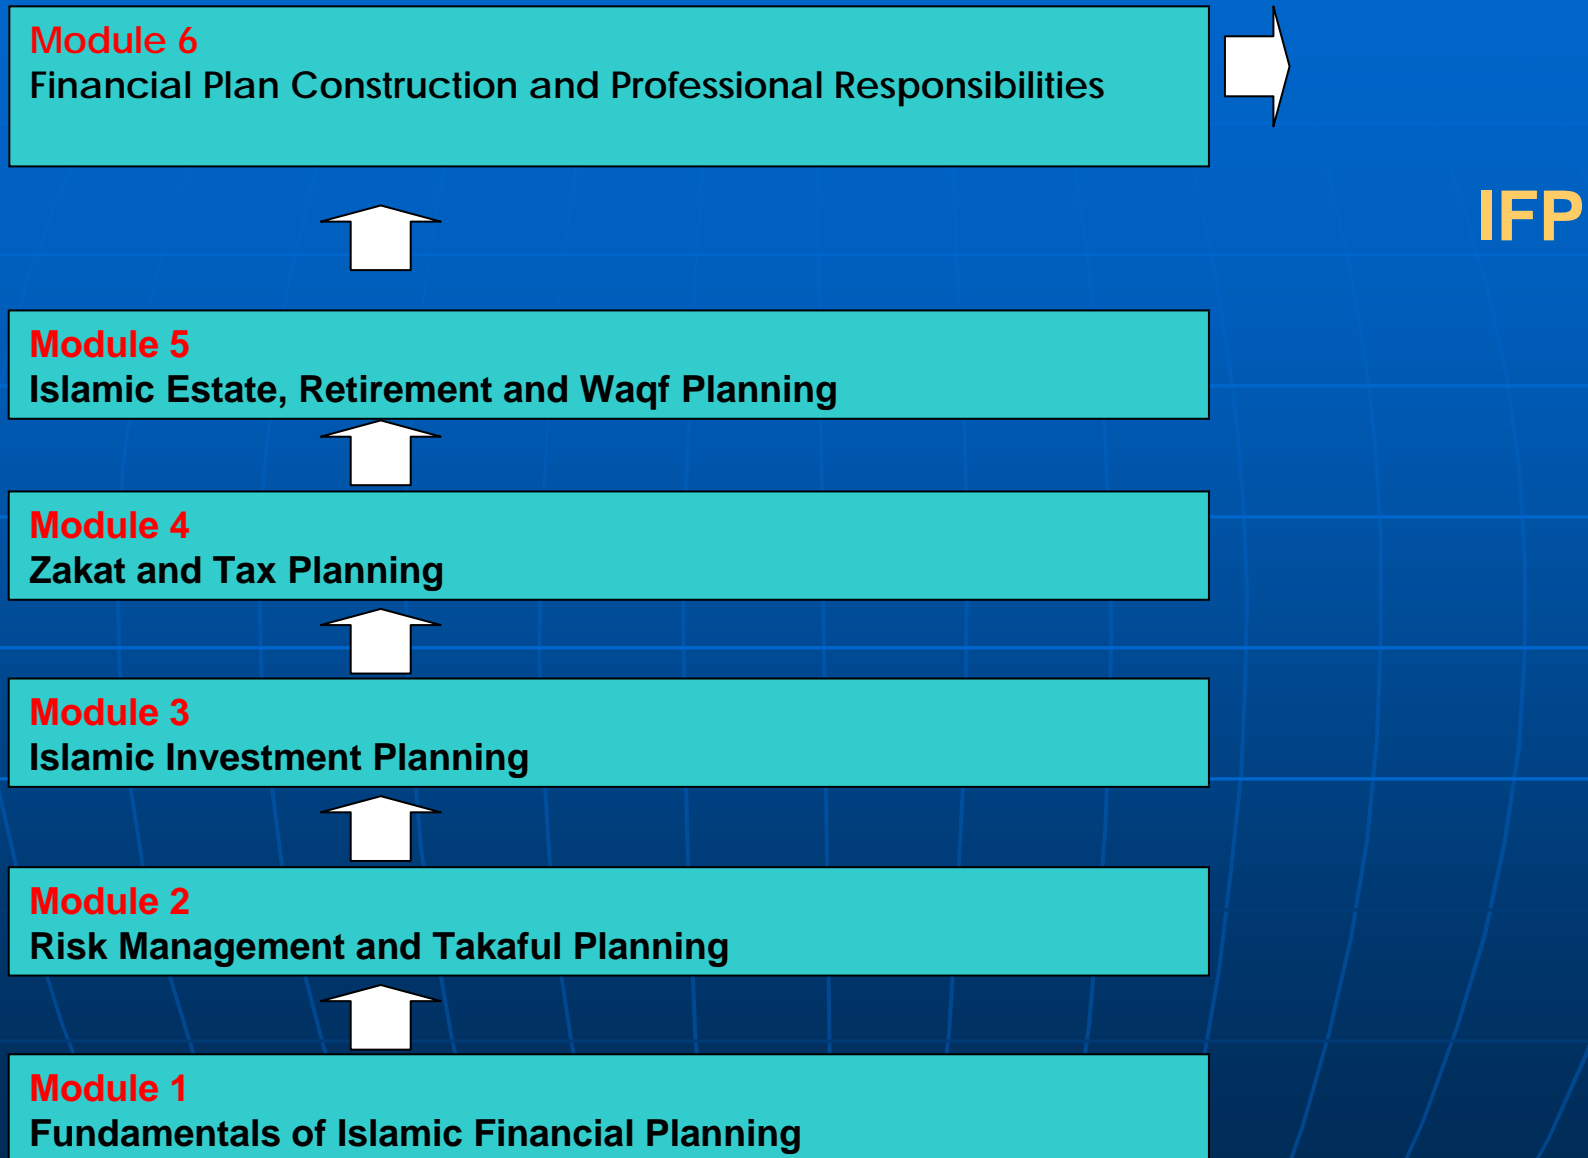 Module 6
Financial Plan Construction and Professional Responsibilities
IFP
Module 5
Islamic Estate, Retirement and Waqf Planning
Module 4
Zakat and Tax Planning
Module 3
Islamic Investment Planning
Module 2
Risk Management and Takaful Planning
Module 1
Fundamentals of Islamic Financial Planning